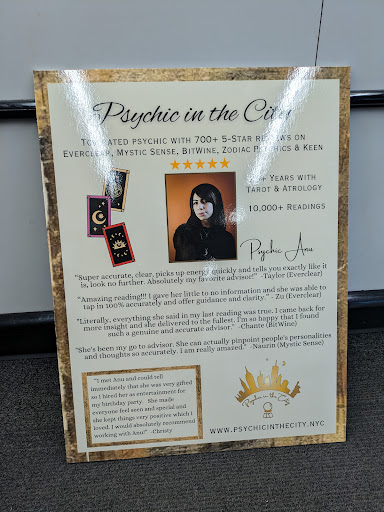 Psychic in the City
Top rated psychic with 700+ 5-Star reviews on
Everclear, Mystic Sense, BitWine, Zodiac Psychics & Keen
Years with
Tarot & Atrology
10,000+ Readings
Psychic Anu
"Super accurate, clear, picks up energy quickly and tells you exactly like it
is, look no further. Absolutely my favorite advisor!" -Taylor (Everclear)
"Amazing reading!!! I gave her little to no information and she was able to
tap in 100% accurately and offer guidance and clarity." - Zu (Everclear)
"Literally, everything she said in my last reading was true. I came back for
more insight and she delivered to the fullest. I'm so happy that I found
such a genuine and accurate advisor." -Chante (BitWine)
"She's been my go to advisor. She can actually pinpoint people's personalities
and thoughts so accurately. I am really amazed." -Naurin (Mystic Sense)
"I met Anu and could tell
immediately that she was very gifted
so I hired her as entertainment for
my birthday party. She made
everyone feel seen and special and
she kept things very positive which I
loved. I would absolutely recommend
working with Anu!" -Christy
Psychic in the City
www.psychicinthecity.nyc